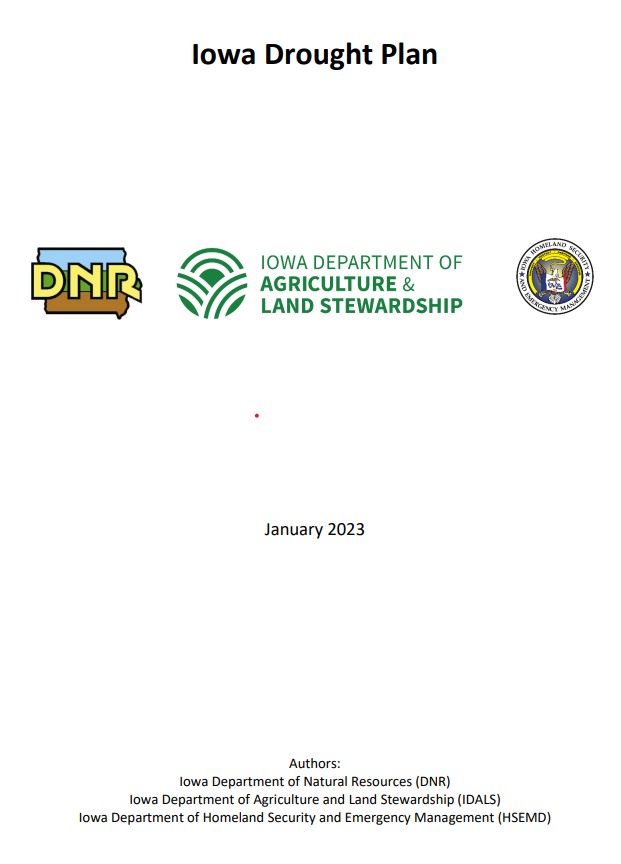 Iowa Drought Plan
DNR
IOWA DEPARTMENT OF
AGRICULTURE &
LAND STEWARDSHIP
IOWA HOMELAND SECURITY
AND EMERGENCY MANAGEMENT
January 2023
Authors:
Iowa Department of Natural Resources (DNR)
Iowa Department of Agriculture and Land Stewardship (IDALS)
Iowa Department of Homeland Security and Emergency Management (HSEMD)